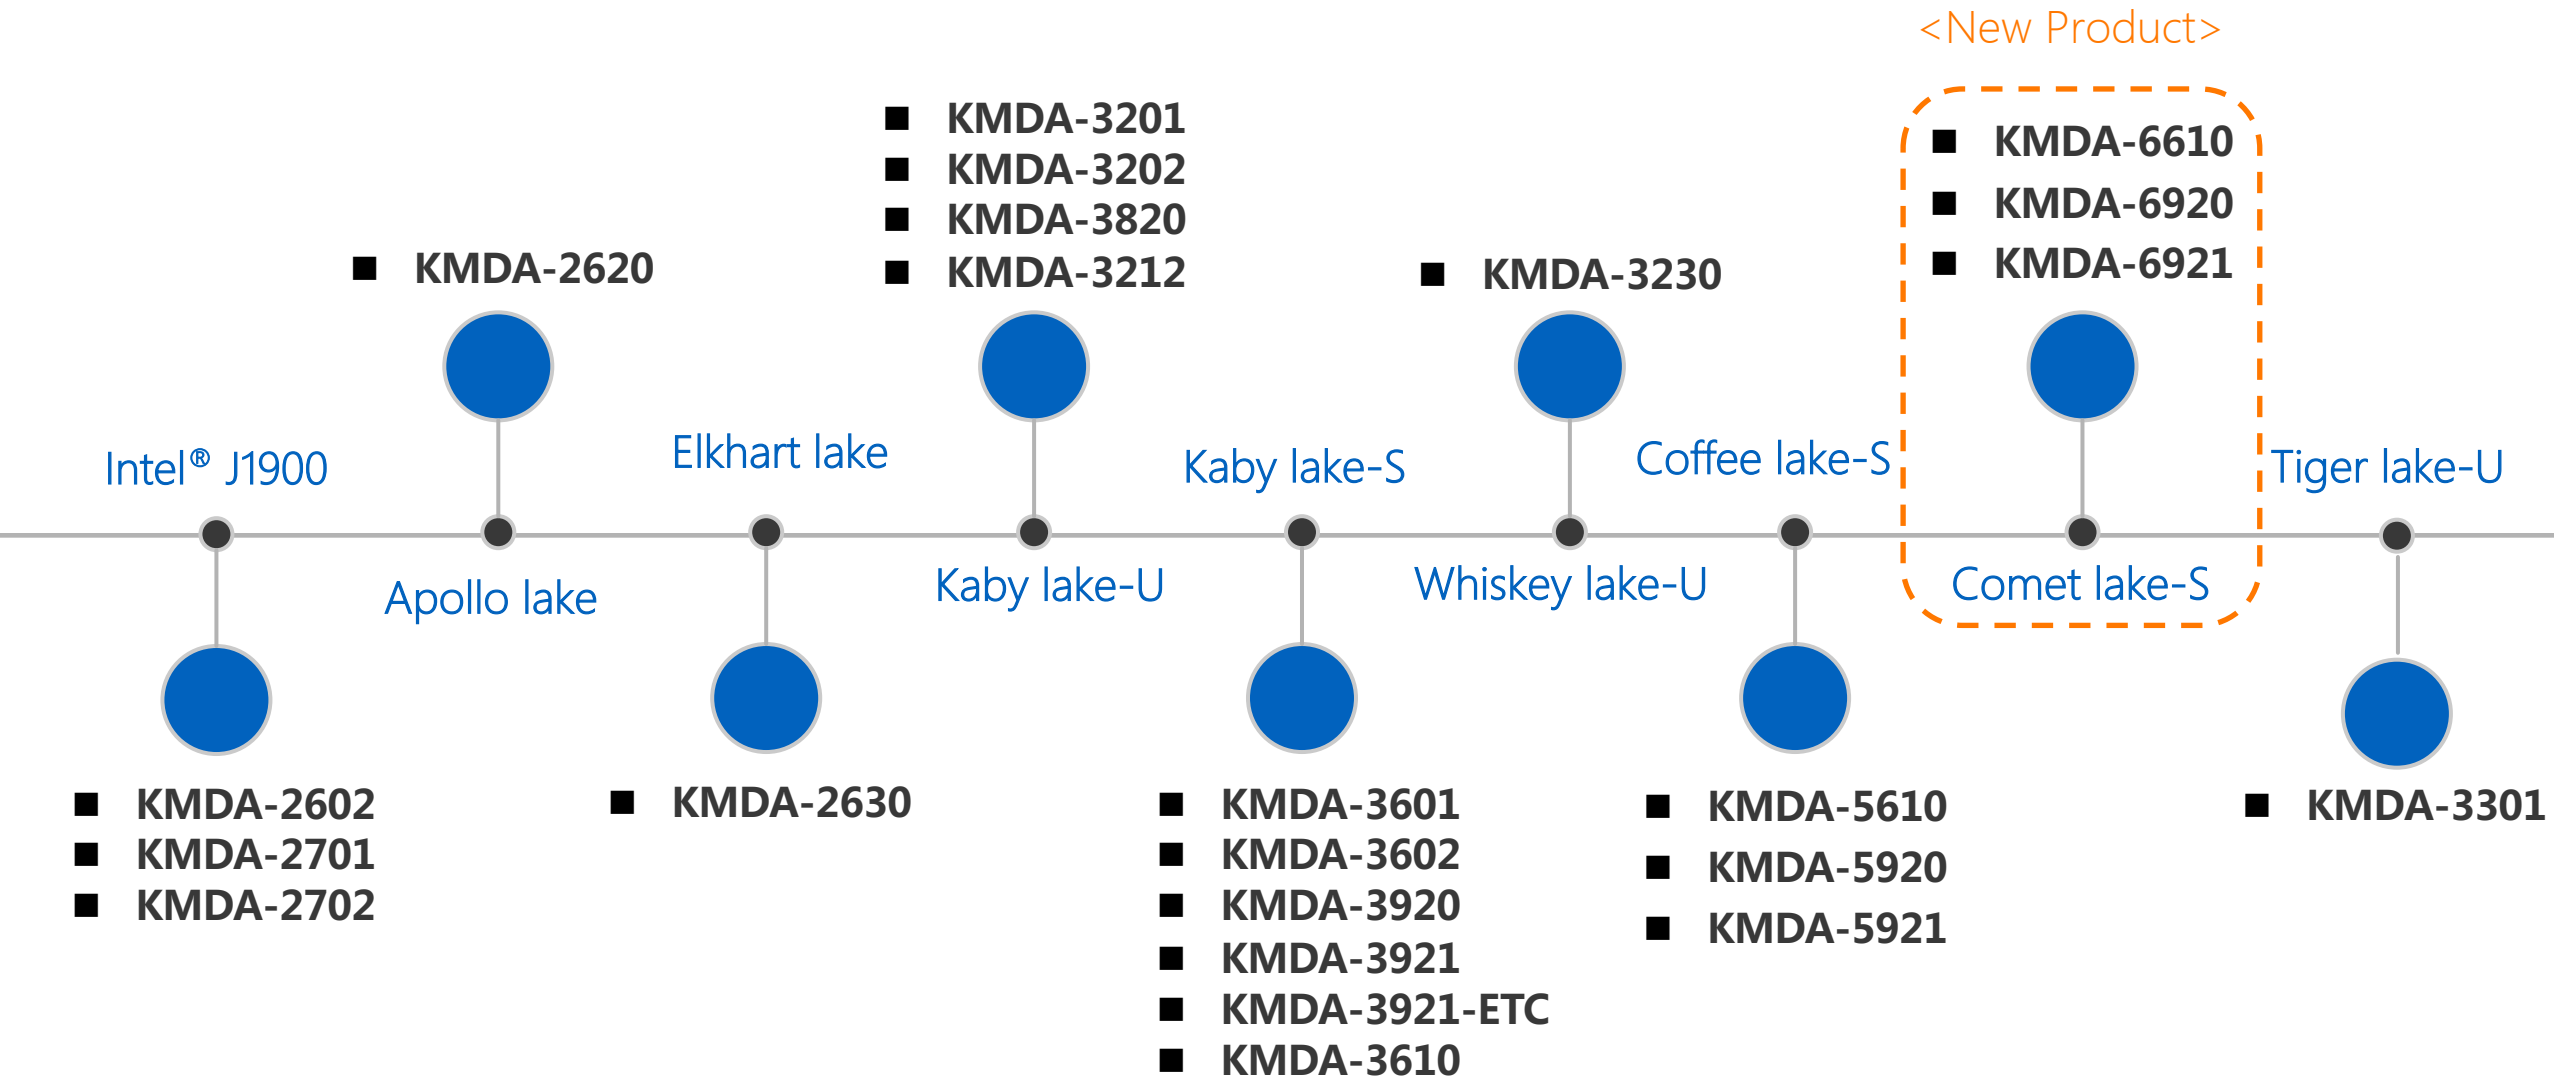 <New Product>
KMDA-3201
KMDA-3202
KMDA-3820
KMDA-3212
KMDA-6610
KMDA-6920
KMDA-6921
KMDA-2620
KMDA-3230
Intel® J1900
Elkhart lake
Kaby lake-S
Coffee lake-S
Tiger lake-U
Apollo lake
Kaby lake-U
Whiskey lake-U
Comet lake-S
KMDA-2602
KMDA-2701
KMDA-2702
KMDA-2630
KMDA-3601
KMDA-3602
KMDA-3920
KMDA-3921
KMDA-3921-ETC
KMDA-3610
KMDA-5610
KMDA-5920
KMDA-5921
KMDA-3301